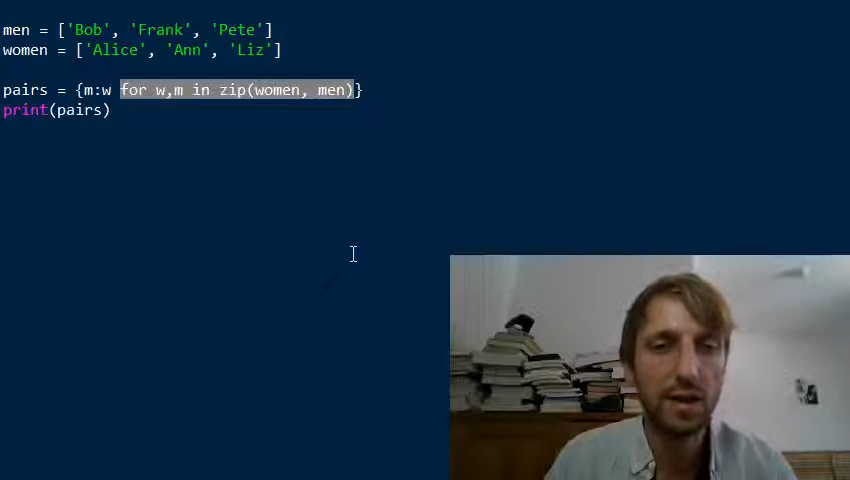 men = ['Bob', 'Frank', 'Pete']
women = ['Alice', 'Ann', 'Liz']
pairs = {m:w for w,m in zip(women, men)}
print(pairs)